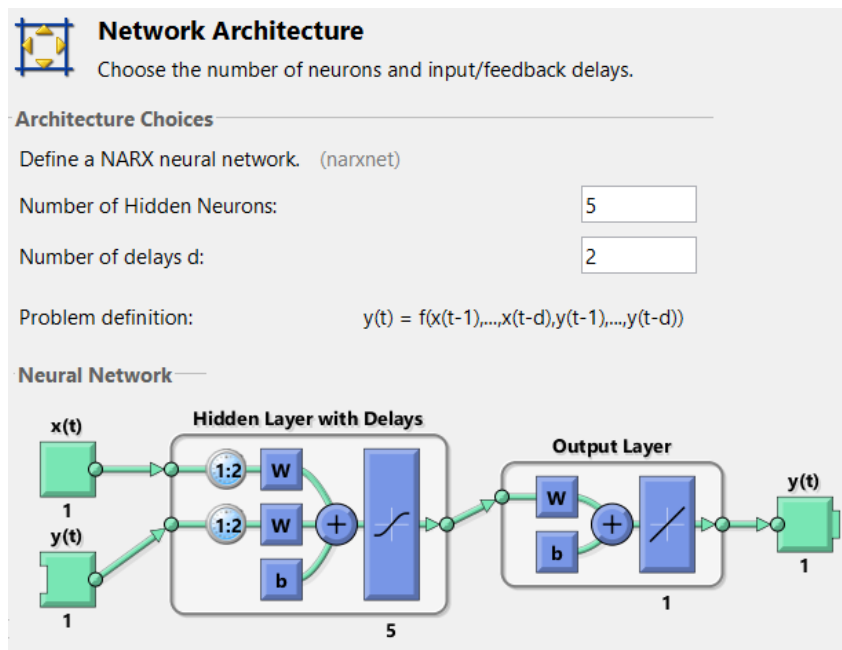 Network Architecture
Choose the number of neurons and input/feedback delays.
Architecture Choices
Define a NARX neural network. (narxnet)
Number of Hidden Neurons: 5
Number of delays d: 2
Problem definition: y(t) = f(x(t-1),...,x(t-d),y(t-1),...,y(t-d))
Neural Network
Hidden Layer with Delays
x(t)
1:2 W
1
y(t)
1:2 W
b
1
+
5
Output Layer
W
b
+
1
y(t)
1